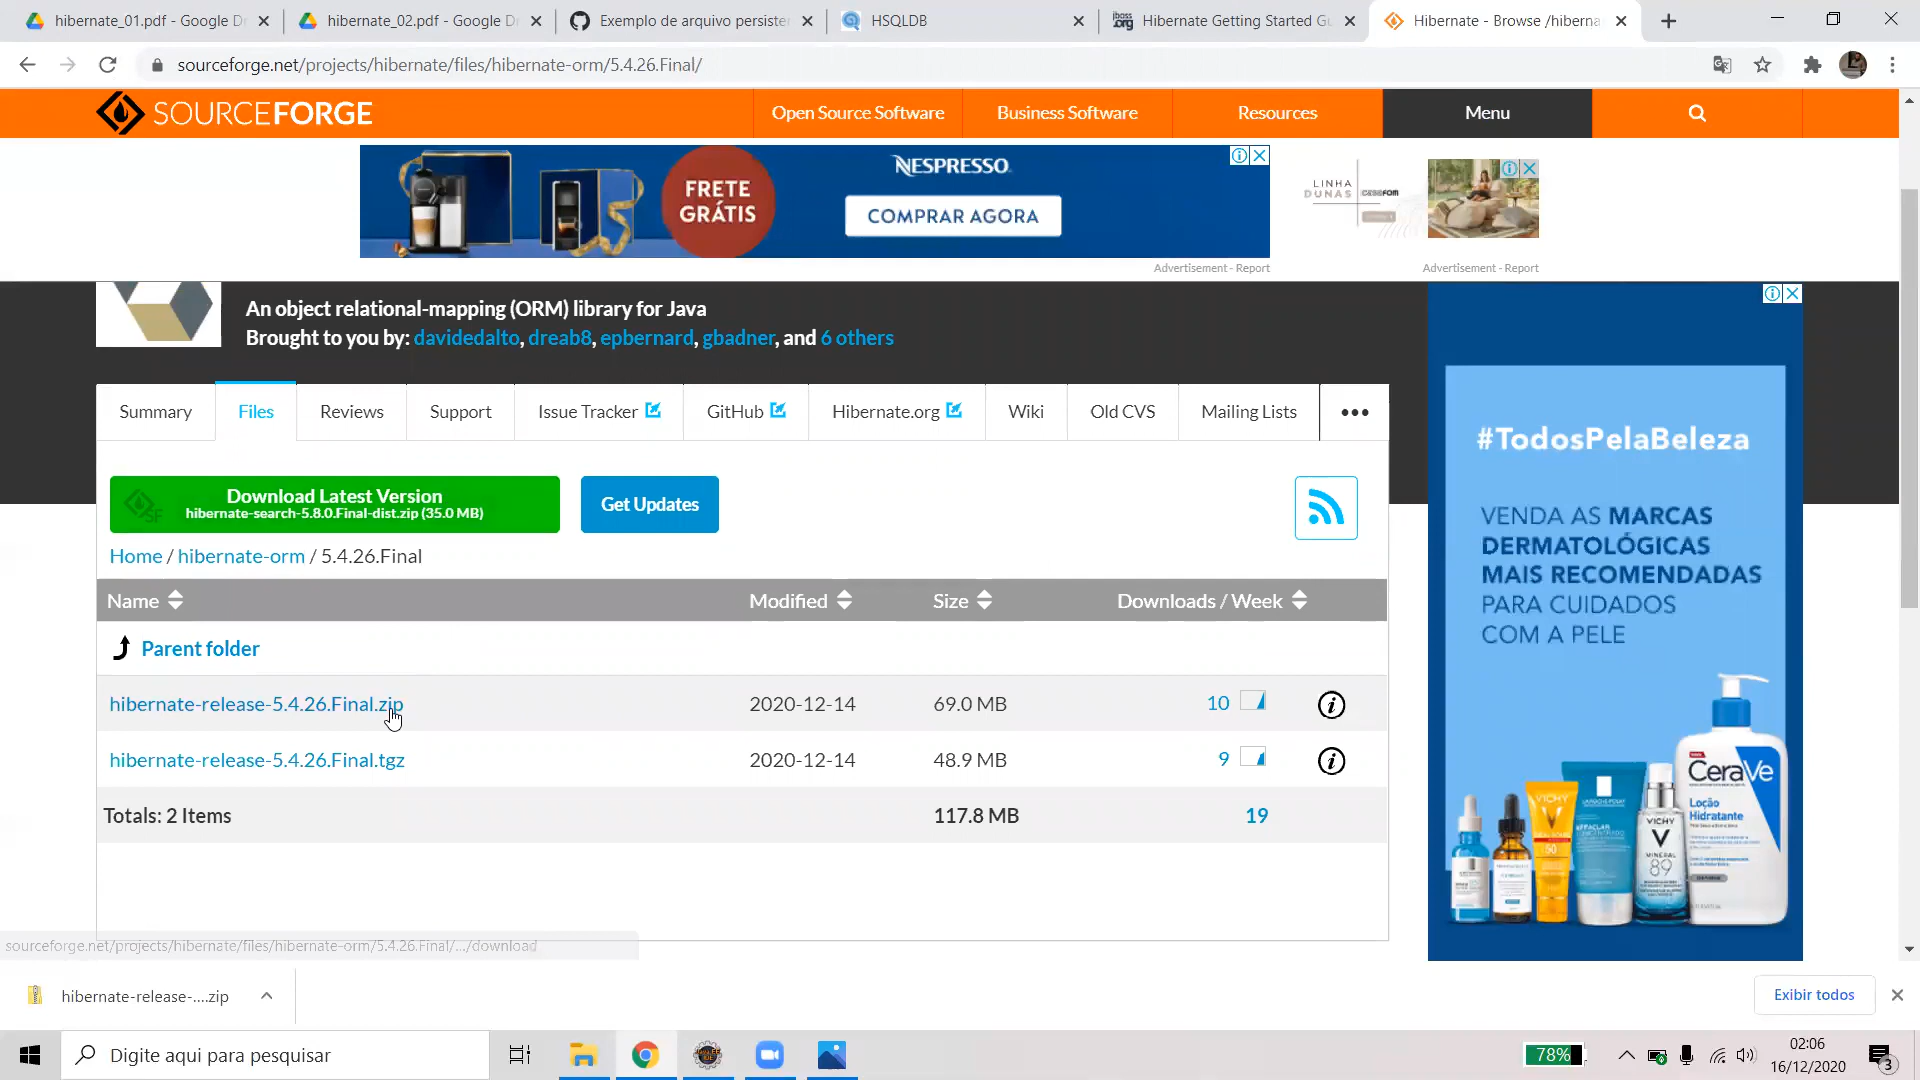 hibernate_01.pdf - Google Dr
hibernate_02.pdf - Google Dr
Exemplo de arquivo persiste
HSQLDB
Hibernate Getting Started Gu
Hibernate - Browse /hiberna
sourceforge.net/projects/hibernate/files/hibernate-orm/5.4.26.Final/
SOURCEFORGE
Open Source Software
Business Software
Resources
Menu
NESPRESSO
FRETE
GRÁTIS
COMPRAR AGORA
LINHA
DUNAS
Advertisement - Report
Advertisement - Report
An object relational-mapping (ORM) library for Java
Brought to you by: davidedalto, dreab8, epbernard, gbadner, and 6 others
Summary
Files
Reviews
Support
Issue Tracker
GitHub
Hibernate.org
Wiki
Old CVS
Mailing Lists
Download Latest Version
hibernate-search-5.8.0.Final-dist.zip (35.0 MB)
SF
Get Updates
Home / hibernate-orm / 5.4.26.Final
Name Modified Size Downloads / Week
Parent folder
hibernate-release-5.4.26.Final.zip 2020-12-14 69.0 MB 10
hibernate-release-5.4.26.Final.tgz 2020-12-14 48.9 MB 9
Totals: 2 Items 117.8 MB 19
#TodosPelaBeleza
VENDA AS MARCAS
DERMATOLÓGICAS
MAIS RECOMENDADAS
PARA CUIDADOS
COM A PELE
VICHY
50
VICHY
V
MINERAL
89
CeraVe
Loção
Hidratante
sourceforge.net/projects/hibernate/files/hibernate-orm/5.4.26.Final/.../download
hibernate-release-....zip
Exibir todos
Digite aqui para pesquisar
78%
02:06
16/12/2020
3